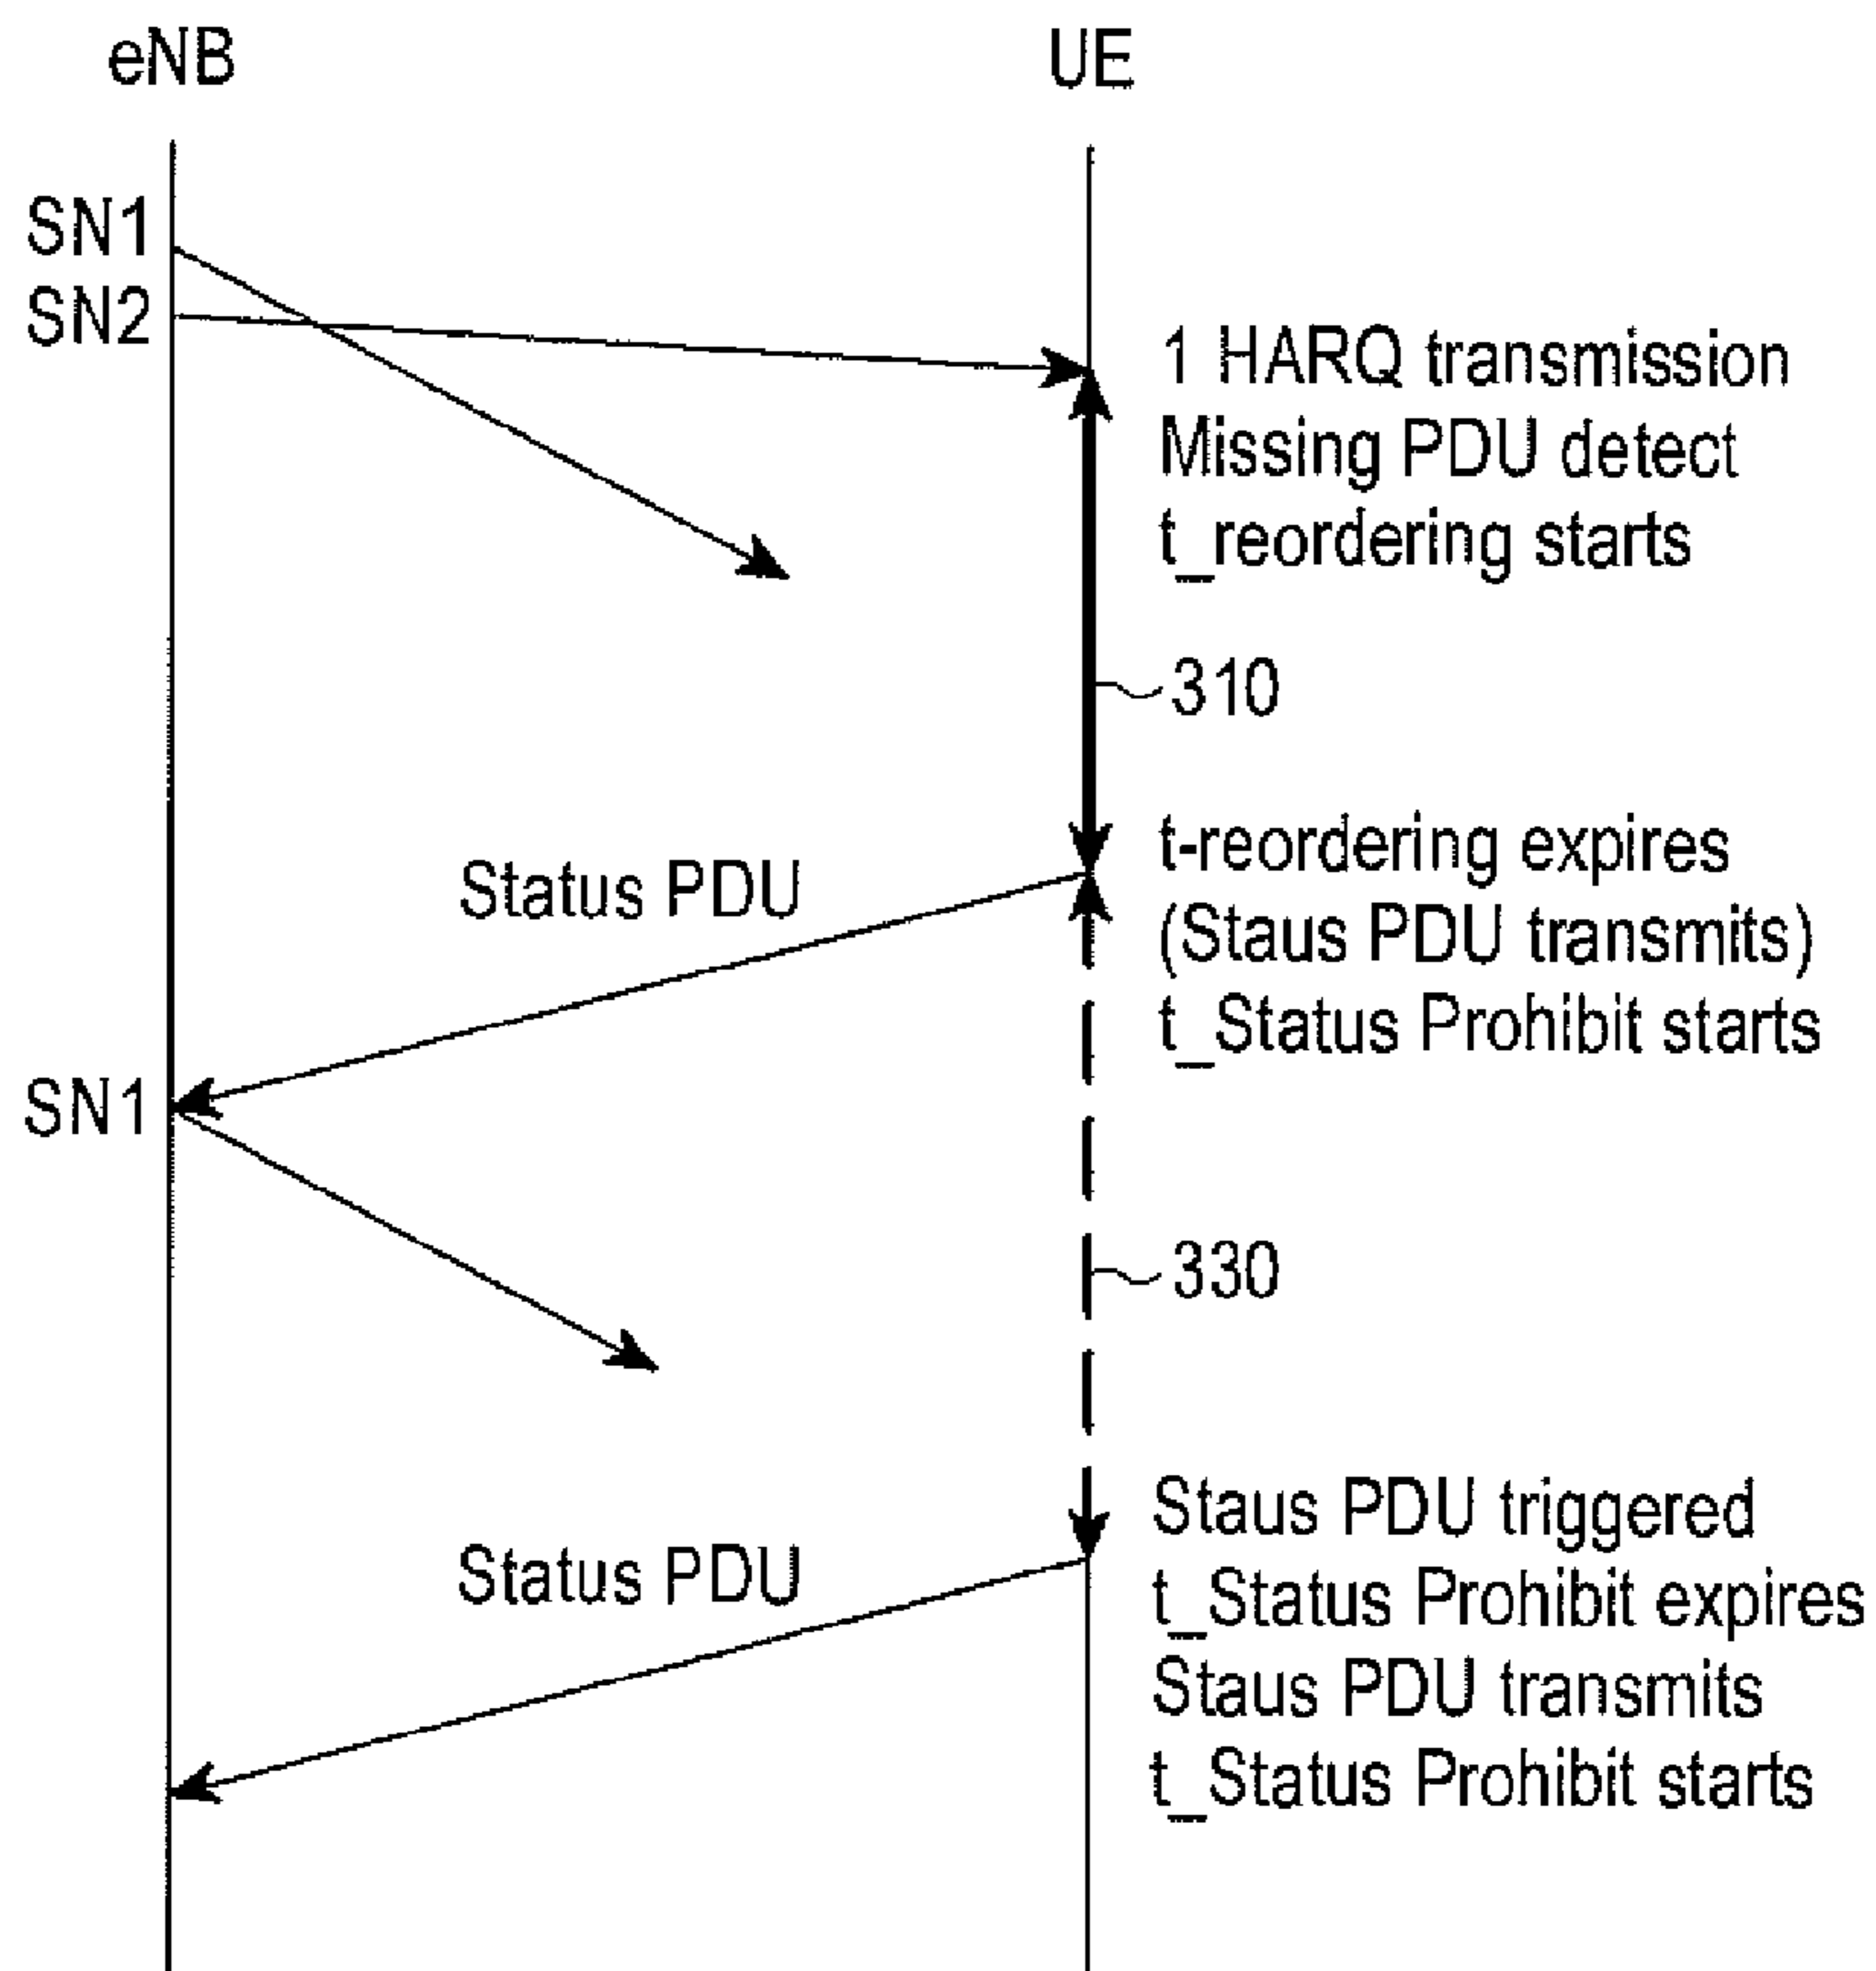 eNB
UE
SN1
SN2
1 HARQ transmission
Missing PDU detect
t_reordering starts
310
t-reordering expires
Status PDU
(Staus PDU transmits)
t_Status Prohibit starts
SN1
330
Staus PDU triggered
Status PDU
t_Status Prohibit expires
Staus PDU transmits
t_Status Prohibit starts